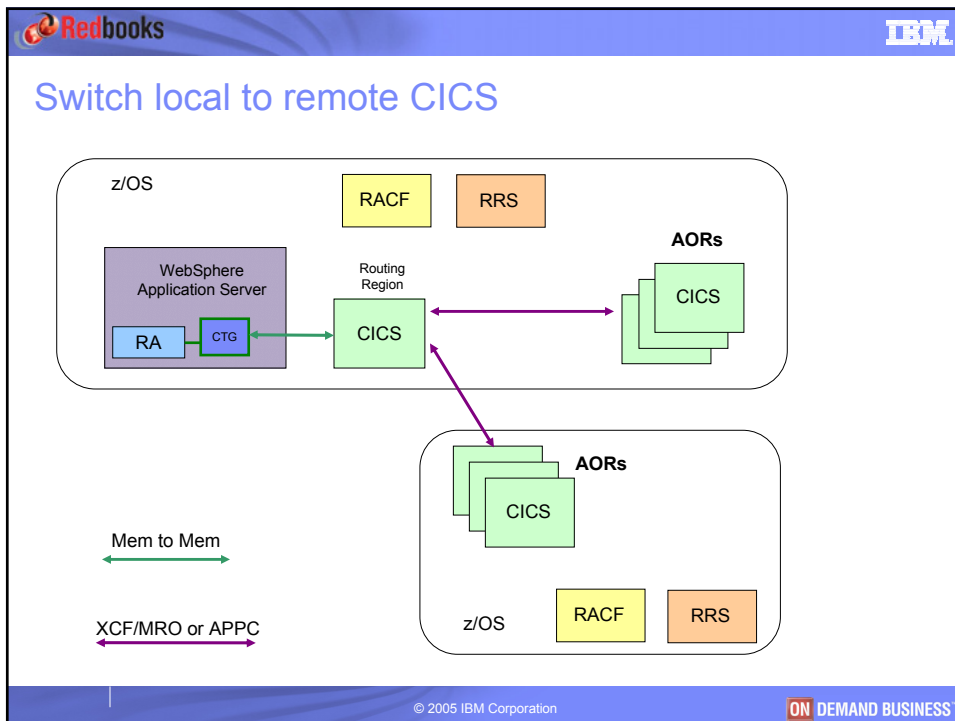 Redbooks
IBM
Switch local to remote CICS
z/OS
RACF
RRS
AORs
WebSphere
Application Server
Routing
Region
CICS
RA
CTG
CICS
AORs
CICS
Mem to Mem
XCF/MRO or APPC
z/OS
RACF
RRS
© 2005 IBM Corporation
ON DEMAND BUSINESS™